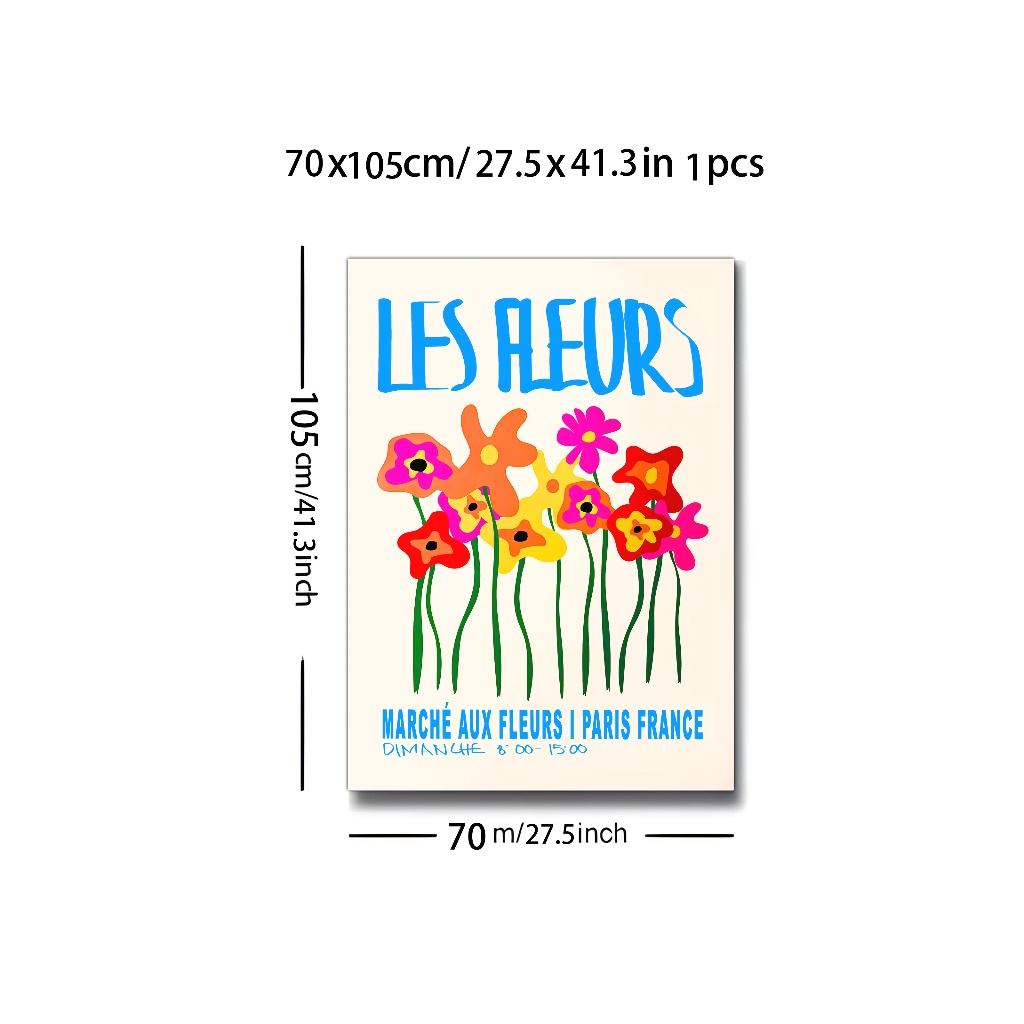 70x105cm/27.5x41.3in 1pcs
LES FLEURS
105cm/41.3inch
MARCHÉ AUX FLEURS I PARIS FRANCE
DIMANCHE 8:00-15:00
70 m/27.5inch